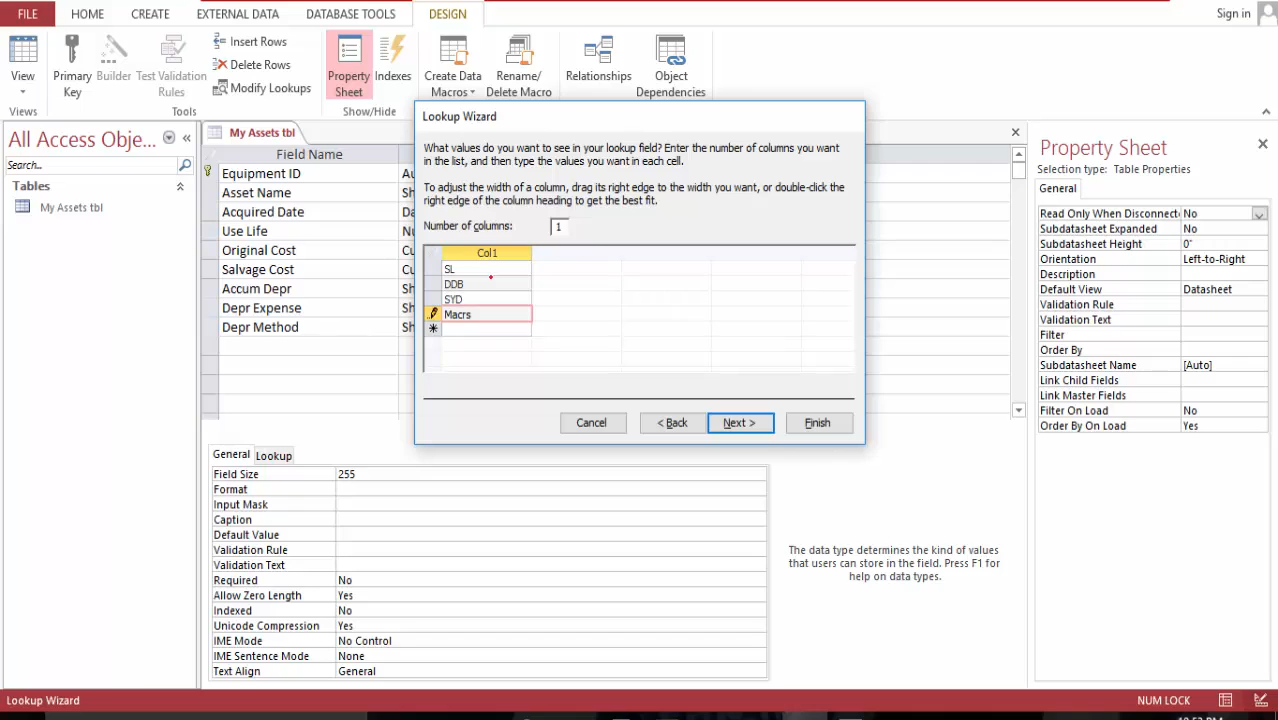 FILE HOME CREATE EXTERNAL DATA DATABASE TOOLS DESIGN Sign in
View
Primary
Key
Builder
Test Validation
Rules
Insert Rows
Delete Rows
Modify Lookups
Property
Sheet
Indexes
Create Data
Macros
Rename/
Delete Macro
Relationships
Object
Dependencies
Views Tools Show/Hide
All Access Obje...
Search...
Tables
My Assets tbl
My Assets tbl
Field Name
Equipment ID Au
Asset Name Sh
Acquired Date Da
Use Life Nu
Original Cost Cu
Salvage Cost Cu
Accum Depr Sh
Depr Expense Sh
Depr Method Sh
Lookup Wizard
What values do you want to see in your lookup field? Enter the number of columns you want
in the list, and then type the values you want in each cell.
To adjust the width of a column, drag its right edge to the width you want, or double-click the
right edge of the column heading to get the best fit.
Number of columns: 1
Col1
SL
DDB
SYD
Macrs
Cancel < Back Next > Finish
General Lookup
Field Size 255
Format
Input Mask
Caption
Default Value
Validation Rule
Validation Text
Required No
Allow Zero Length Yes
Indexed No
Unicode Compression Yes
IME Mode No Control
IME Sentence Mode None
Text Align General
The data type determines the kind of values
that users can store in the field. Press F1 for
help on data types.
Property Sheet
Selection type: Table Properties
General
Read Only When Disconnect No
Subdatasheet Expanded No
Subdatasheet Height 0"
Orientation Left-to-Right
Description
Default View Datasheet
Validation Rule
Validation Text
Filter
Order By
Subdatasheet Name [Auto]
Link Child Fields
Link Master Fields
Filter On Load No
Order By On Load Yes
Lookup Wizard NUM LOCK